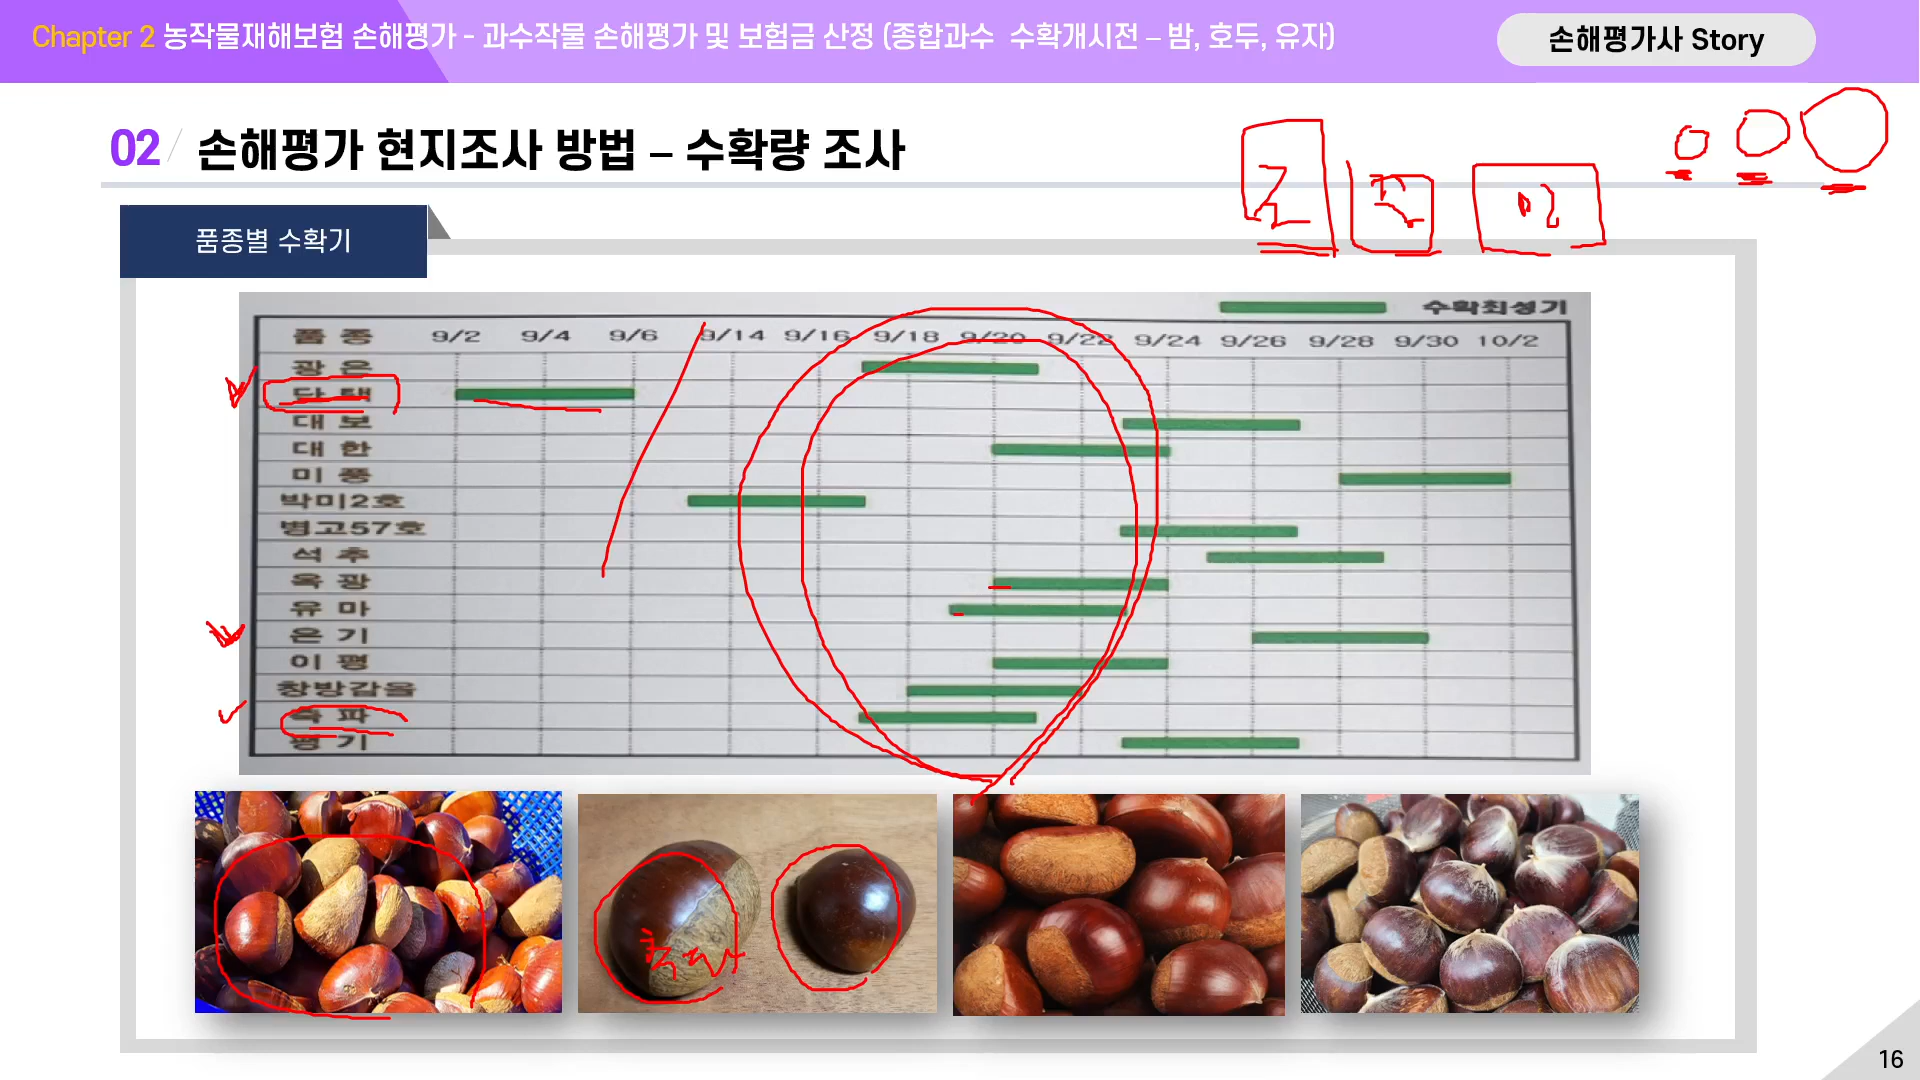 Chapter 2 농작물재해보험 손해평가 - 과수작물 손해평가 및 보험금 산정 (종합과수 수확개시전 – 밤, 호두, 유자)
손해평가사 Story
02 / 손해평가 현지조사 방법 – 수확량 조사
조 중 만
품종별 수확기
수확최성기
품 종 9/2 9/4 9/6 9/14 9/16 9/18 9/20 9/22 9/24 9/26 9/28 9/30 10/2
광 은
단 택
대 보
대 한
미 풍
박미2호
병고57호
석 추
옥 광
유 마
은 기
이 평
창방감율
축 파
평 기
축파
16